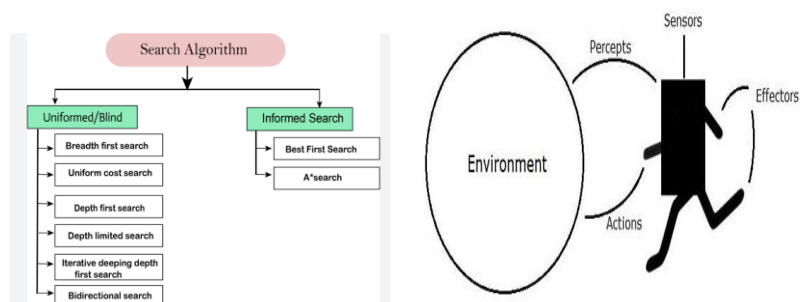 Search Algorithm
Uniformed/Blind
Breadth first search
Uniform cost search
Depth first search
Depth limited search
Iterative deeping depth
first search
Bidirectional search
Informed Search
Best First Search
A*search
Sensors
Percepts
Effectors
Environment
Actions